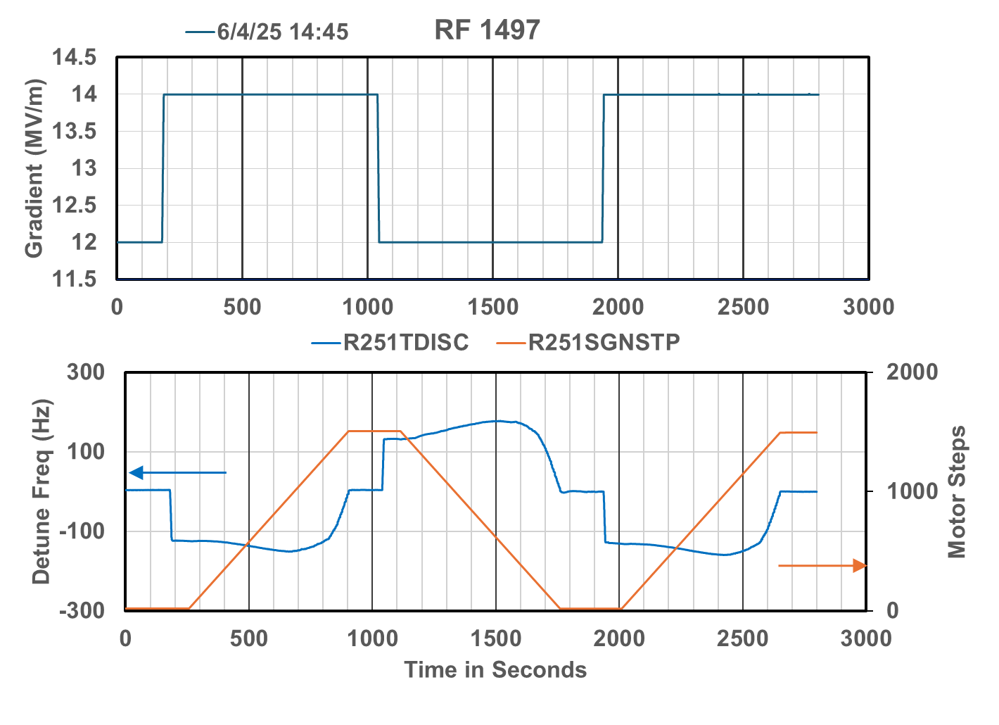 6/4/25 14:45 RF 1497
14.5
14
13.5
13
12.5
12
11.5
Gradient (MV/m)
0 500 1000 1500 2000 2500 3000
R251TDISC R251SGNSTP
300
100
-100
-300
Detune Freq (Hz)
2000
1000
0
Motor Steps
0 500 1000 1500 2000 2500 3000
Time in Seconds